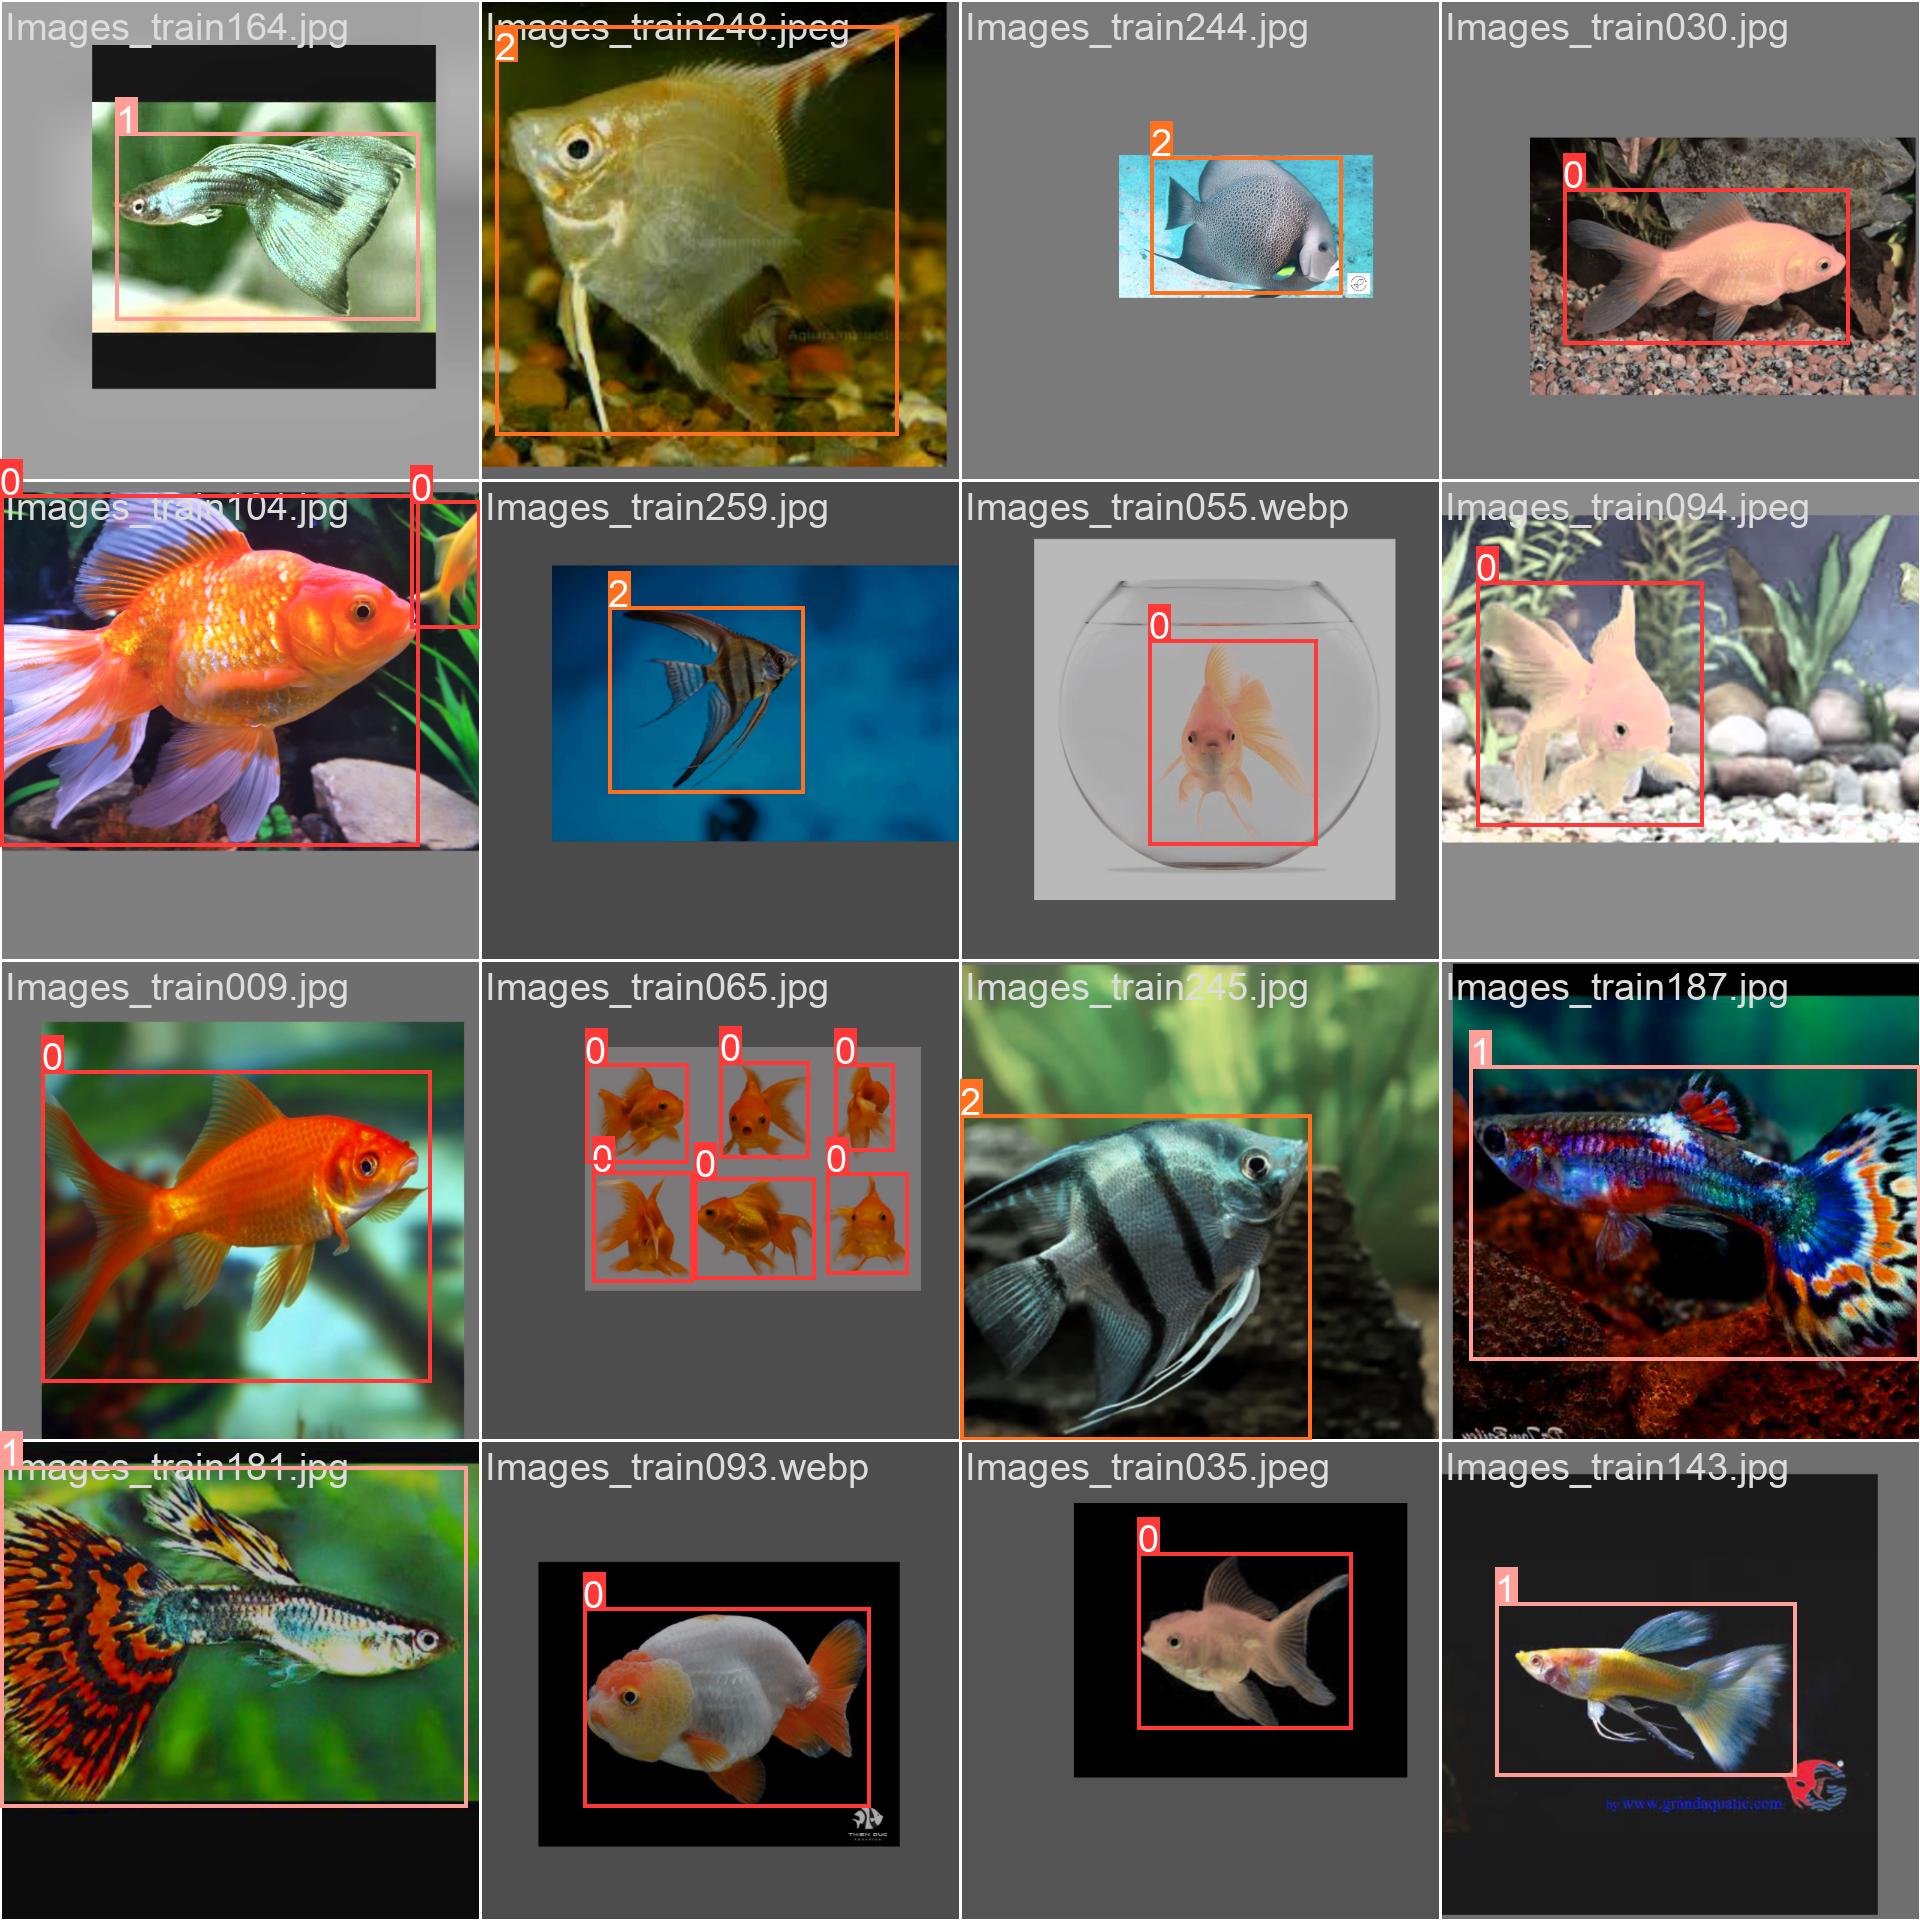 Images_train164.jpg
Images_train248.jpeg
Images_train244.jpg
Images_train030.jpg
1
2
2
0
0
0
Images_train104.jpg
Images_train259.jpg
Images_train055.webp
Images_train094.jpeg
2
0
0
Images_train009.jpg
Images_train065.jpg
Images_train245.jpg
Images_train187.jpg
0
0
0
0
0
0
0
2
1
1
Images_train181.jpg
Images_train093.webp
Images_train035.jpeg
Images_train143.jpg
0
0
1
by www.grandaquatic.com
THIEN DUC